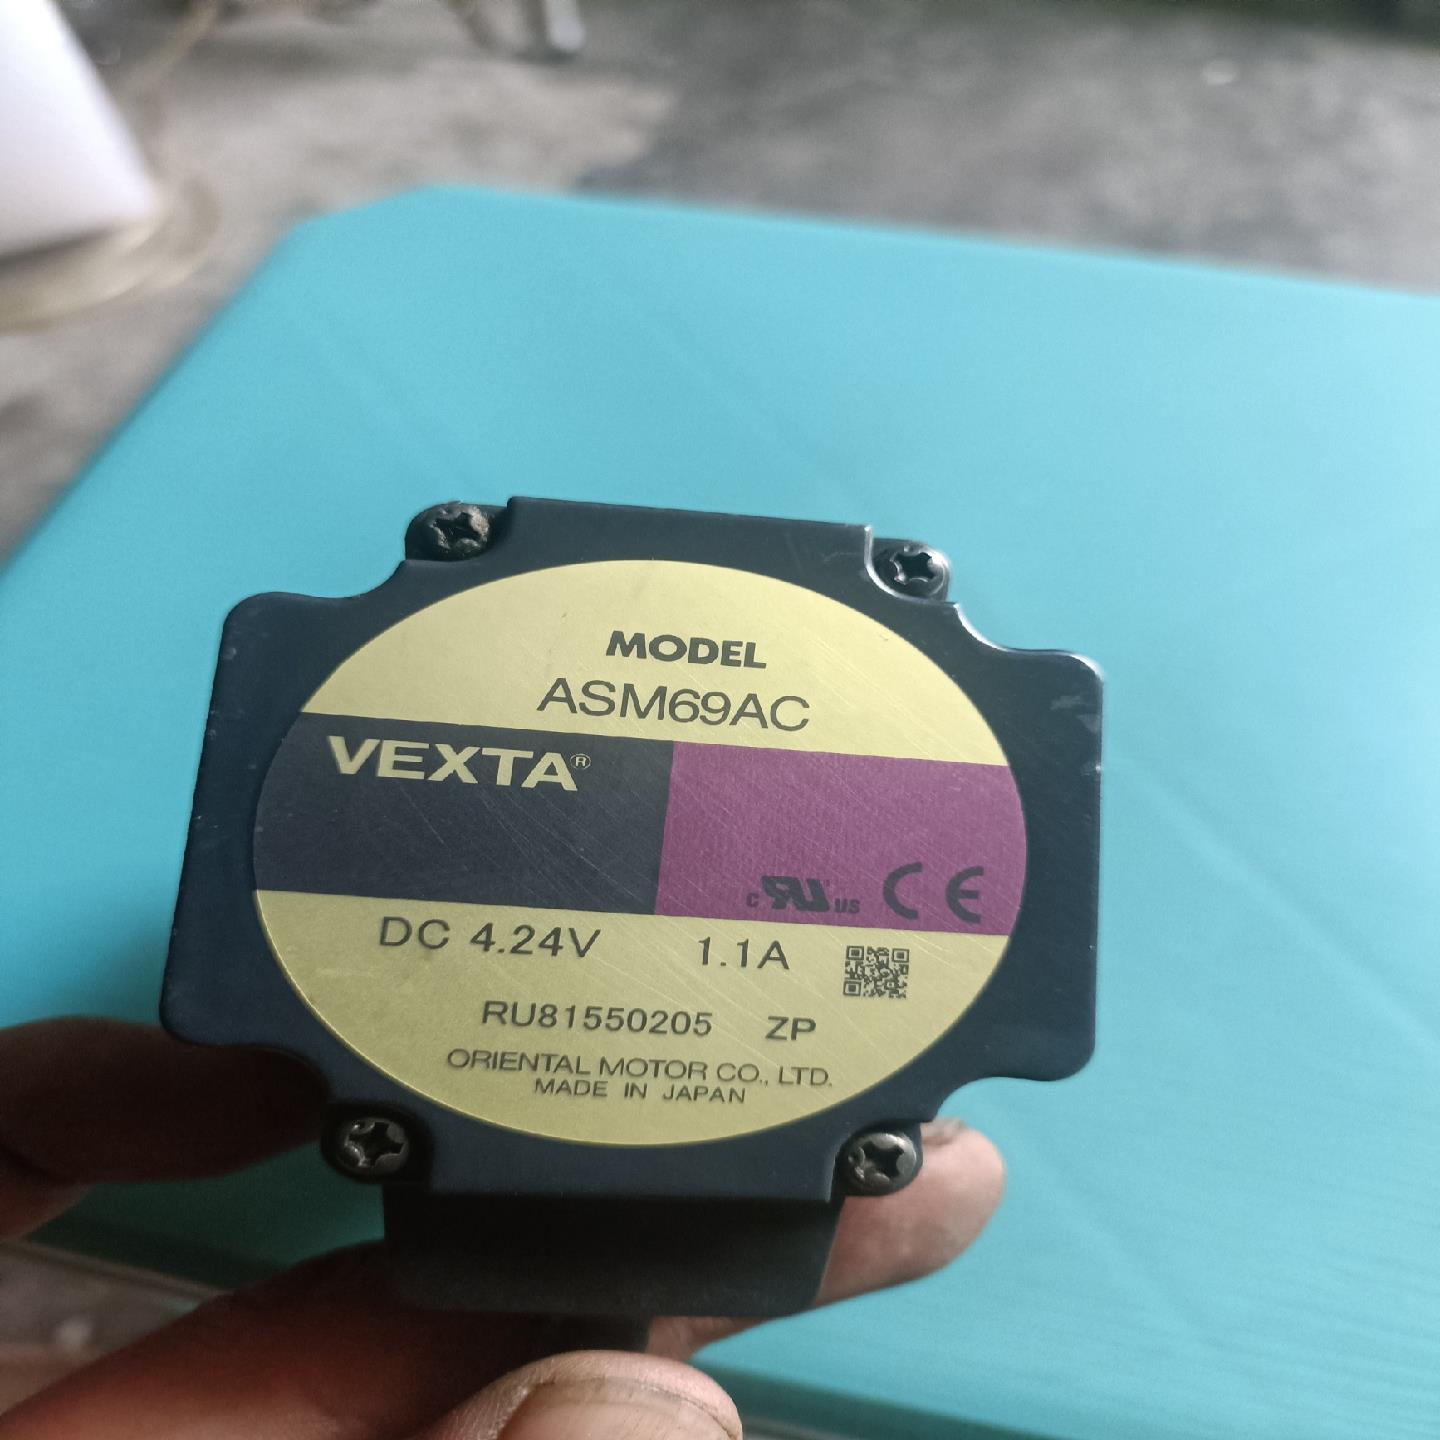 MODEL
ASM69AC
VEXTA®
c RU US CE
DC 4.24V 1.1A
RU81550205 ZP
ORIENTAL MOTOR CO., LTD.
MADE IN JAPAN